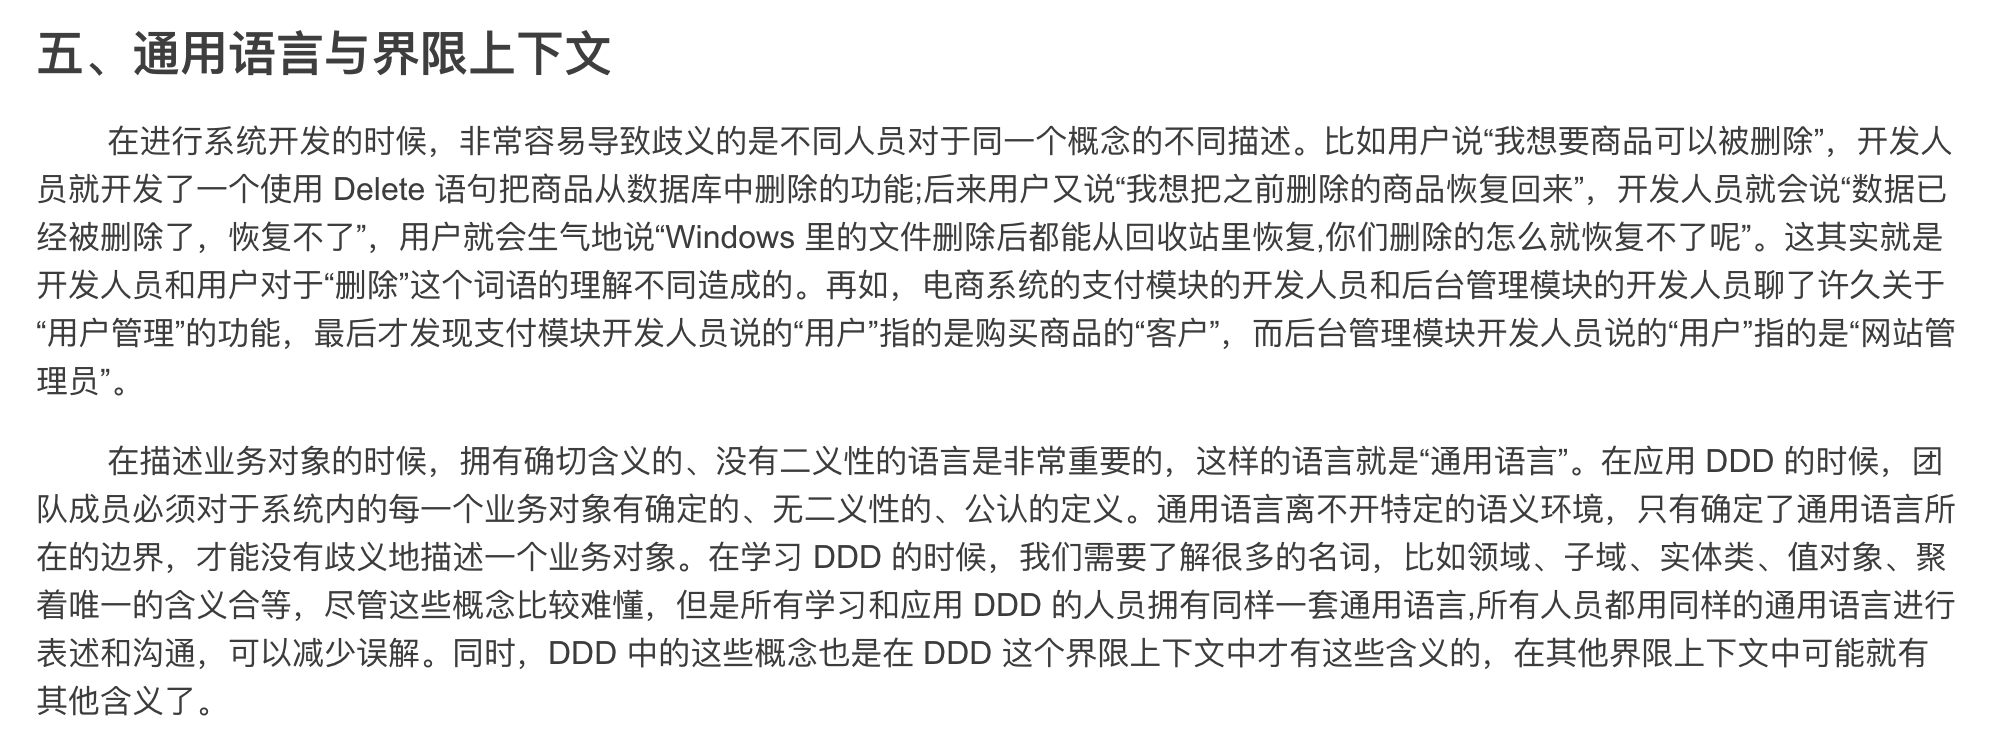 五、通用语言与界限上下文
在进行系统开发的时候，非常容易导致歧义的是不同人员对于同一个概念的不同描述。比如用户说“我想要商品可以被删除”，开发人
员就开发了一个使用 Delete 语句把商品从数据库中删除的功能;后来用户又说“我想把之前删除的商品恢复回来”，开发人员就会说“数据已
经被删除了，恢复不了”，用户就会生气地说“Windows 里的文件删除后都能从回收站里恢复,你们删除的怎么就恢复不了呢”。这其实就是
开发人员和用户对于“删除”这个词语的理解不同造成的。再如，电商系统的支付模块的开发人员和后台管理模块的开发人员聊了许久关于
“用户管理”的功能，最后才发现支付模块开发人员说的“用户”指的是购买商品的“客户”，而后台管理模块开发人员说的“用户”指的是“网站管
理员”。
在描述业务对象的时候，拥有确切含义的、没有二义性的语言是非常重要的，这样的语言就是“通用语言”。在应用 DDD 的时候，团
队成员必须对于系统内的每一个业务对象有确定的、无二义性的、公认的定义。通用语言离不开特定的语义环境，只有确定了通用语言所
在的边界，才能没有歧义地描述一个业务对象。在学习 DDD 的时候，我们需要了解很多的名词，比如领域、子域、实体类、值对象、聚
着唯一的含义合等，尽管这些概念比较难懂，但是所有学习和应用 DDD 的人员拥有同样一套通用语言,所有人员都用同样的通用语言进行
表述和沟通，可以减少误解。同时，DDD 中的这些概念也是在 DDD 这个界限上下文中才有这些含义的，在其他界限上下文中可能就有
其他含义了。